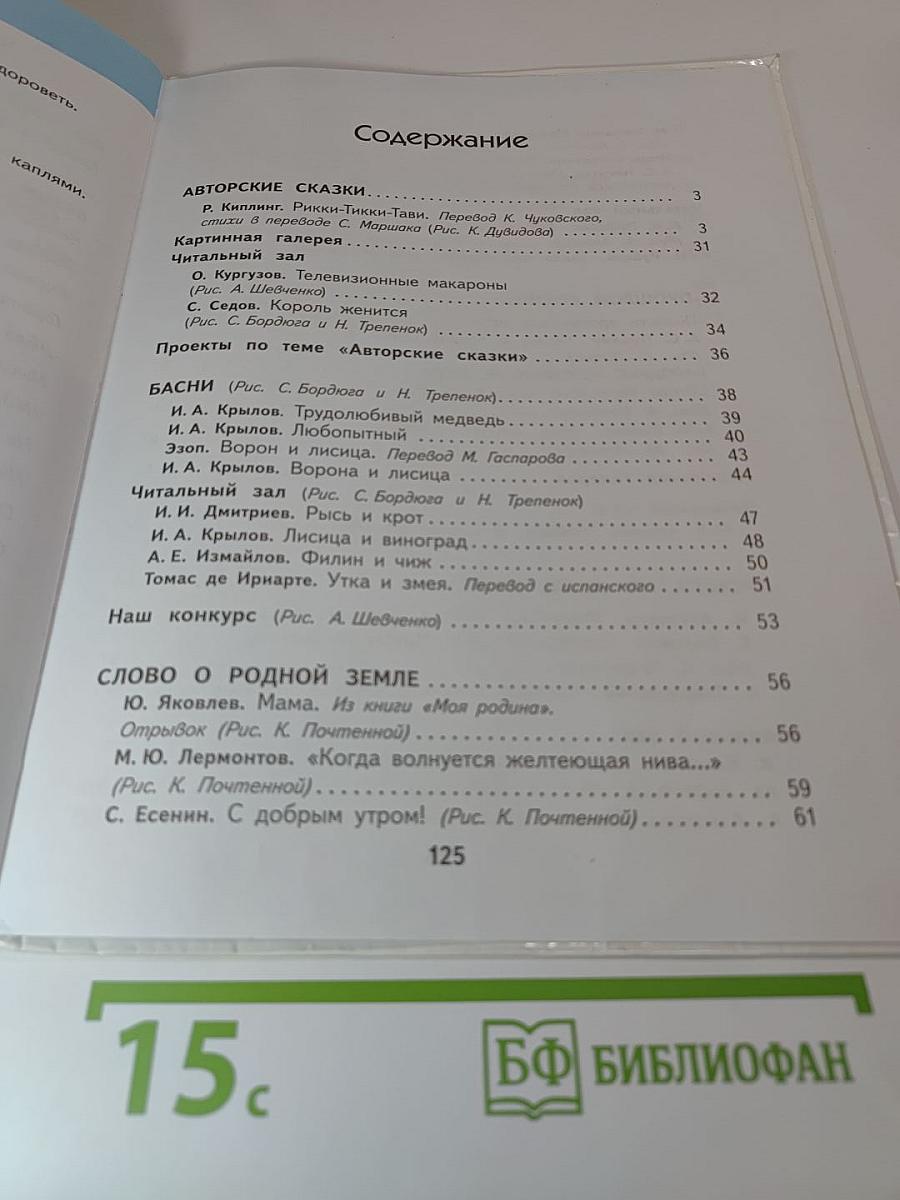 каплями.
Содержание
АВТОРСКИЕ СКАЗКИ........................................ 3
Р. Киплинг. Рикки-Тикки-Тави. Перевод К. Чуковского,
стихи в переводе С. Маршака (Рис. К. Дувидова) .............. 3
Картинная галерея........................................ 31
Читальный зал
О. Кургузов. Телевизионные макароны
(Рис. А. Шевченко) ........................................ 32
С. Седов. Король женится
(Рис. С. Бордюга и Н. Трепенок) ............................ 34
Проекты по теме «Авторские сказки» ................. 36
БАСНИ (Рис. С. Бордюга и Н. Трепенок)........................ 38
И. А. Крылов. Трудолюбивый медведь........................ 39
И. А. Крылов. Любопытный ................................ 40
Эзоп. Ворон и лисица. Перевод М. Гаспарова ................ 43
И. А. Крылов. Ворона и лисица ............................ 44
Читальный зал (Рис. С. Бордюга и Н. Трепенок)
И. И. Дмитриев. Рысь и крот.............................. 47
И. А. Крылов. Лисица и виноград.......................... 48
А. Е. Измайлов. Филин и чиж ............................ 50
Томас де Ириарте. Утка и змея. Перевод с испанского ....... 51
Наш конкурс (Рис. А. Шевченко) ............................ 53
СЛОВО О РОДНОЙ ЗЕМЛЕ .............................. 56
Ю. Яковлев. Мама. Из книги «Моя родина».
Отрывок (Рис. К. Почтенной) .............................. 56
М. Ю. Лермонтов. «Когда волнуется желтеющая нива...»
(Рис. К. Почтенной)...................................... 59
С. Есенин. С добрым утром! (Рис. К. Почтенной)........... 61
125
15 с
БФ БИБЛИОФАН